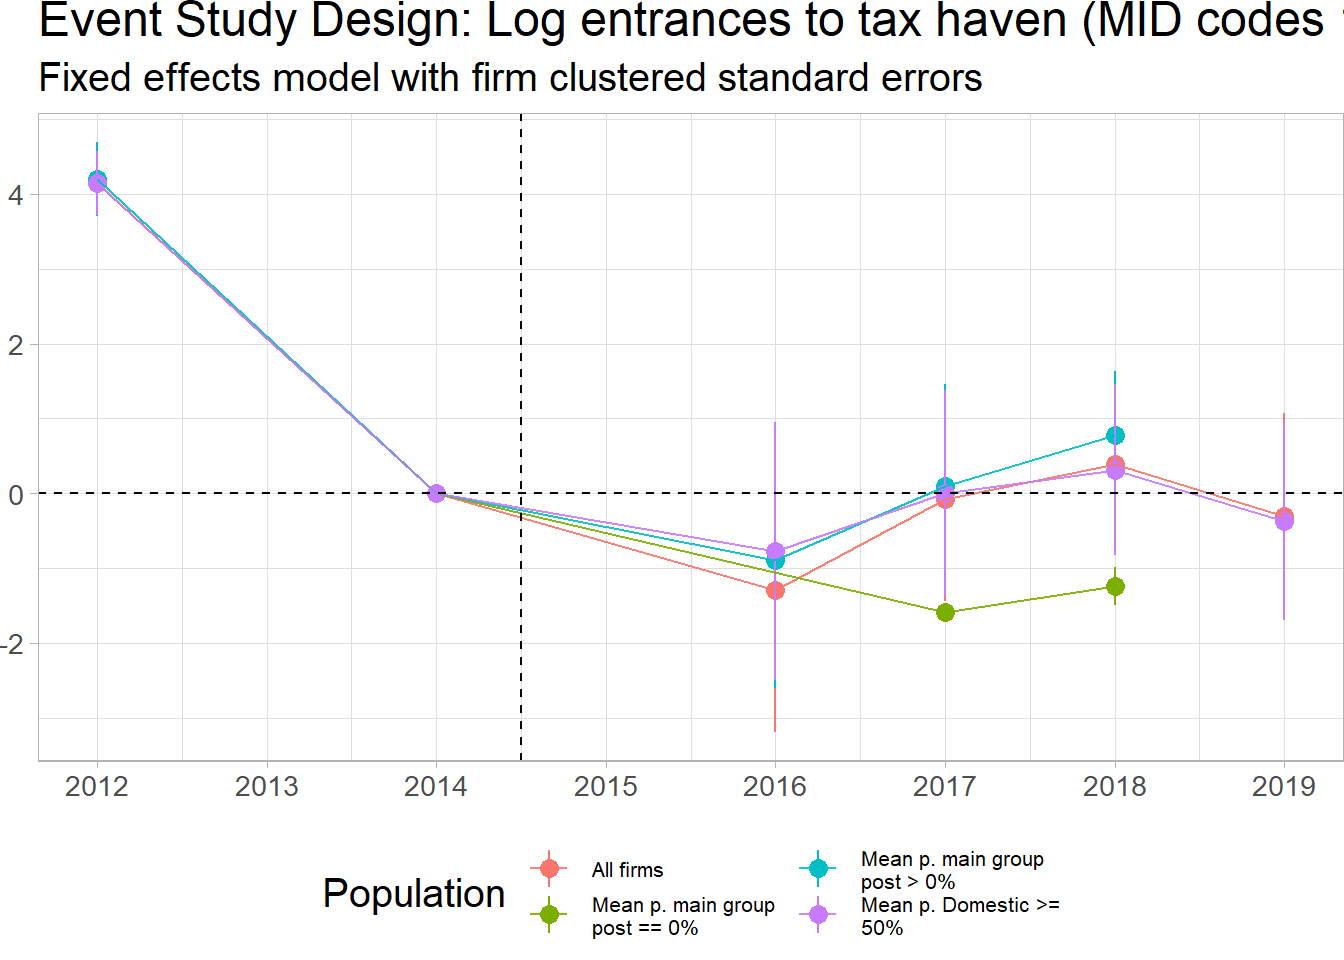 Event Study Design: Log entrances to tax haven (MID codes
Fixed effects model with firm clustered standard errors
4
2
0
-2
2012 2013 2014 2015 2016 2017 2018 2019
Population
All firms
Mean p. main group
post == 0%
Mean p. main group
post > 0%
Mean p. Domestic >=
50%